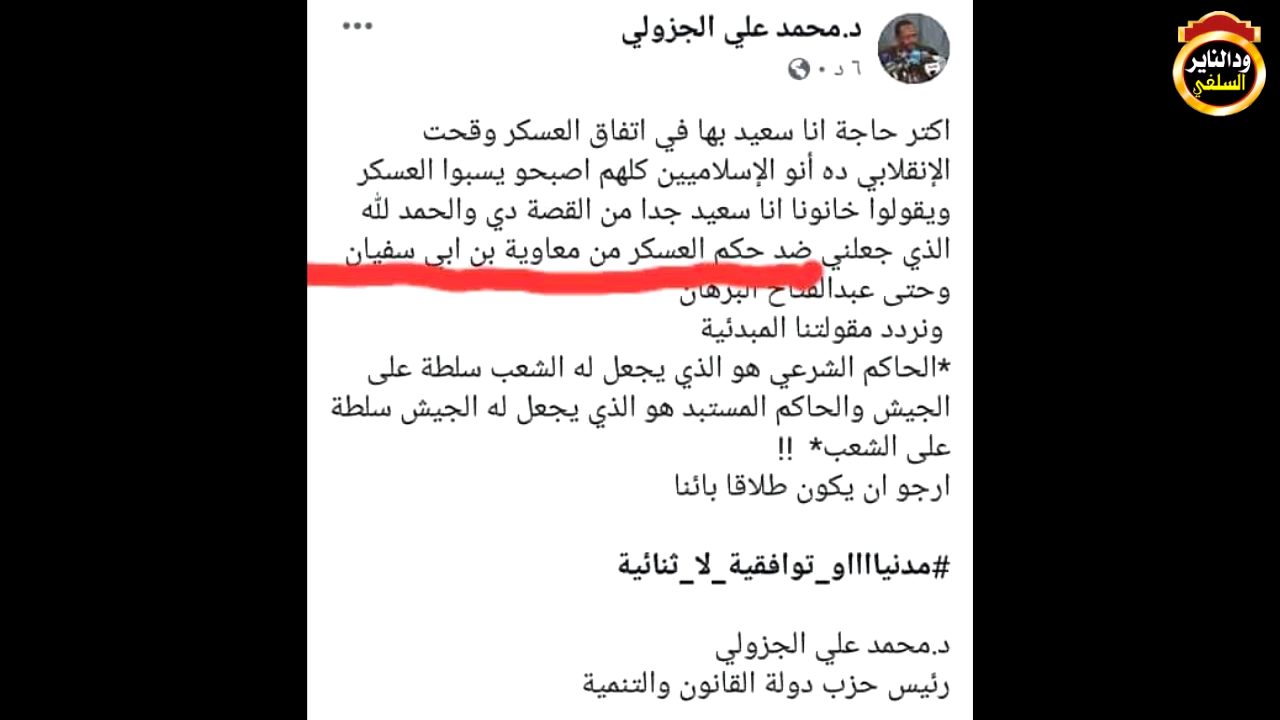 د.محمد علي الجزولي
٦ د
ودالناير
السلفي
اكتر حاجة انا سعيد بها في اتفاق العسكر وقحت
الإنقلابي ده أنو الإسلاميين كلهم اصبحو يسبوا العسكر
ويقولوا خانونا انا سعيد جدا من القصة دي والحمد لله
الذي جعلني ضد حكم العسكر من معاوية بن ابي سفيان
وحتى عبدالفتاح البرهان
ونردد مقولتنا المبدئية
*الحاكم الشرعي هو الذي يجعل له الشعب سلطة على
الجيش والحاكم المستبد هو الذي يجعل له الجيش سلطة
على الشعب* !!
ارجو ان يكون طلاقا بائنا
#مدنيااااو_توافقية_لا_ثنائية
د.محمد علي الجزولي
رئيس حزب دولة القانون والتنمية